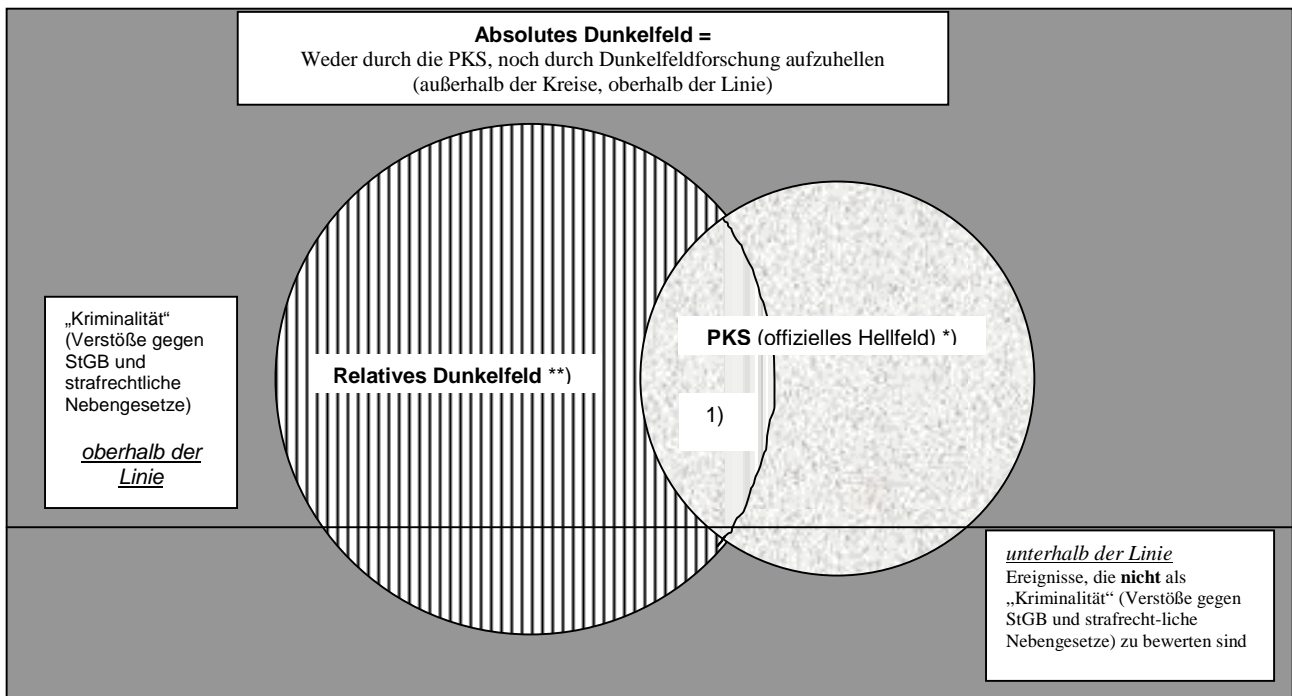 Absolutes Dunkelfeld =
Weder durch die PKS, noch durch Dunkelfeldforschung aufzuhellen
(außerhalb der Kreise, oberhalb der Linie)
„Kriminalität“
(Verstöße gegen
StGB und
strafrechtliche
Nebengesetze)
oberhalb der
Linie
Relatives Dunkelfeld **)
PKS (offizielles Hellfeld) *)
1)
unterhalb der Linie
Ereignisse, die nicht als
„Kriminalität“ (Verstöße gegen
StGB und strafrecht-liche
Nebengesetze) zu bewerten sind